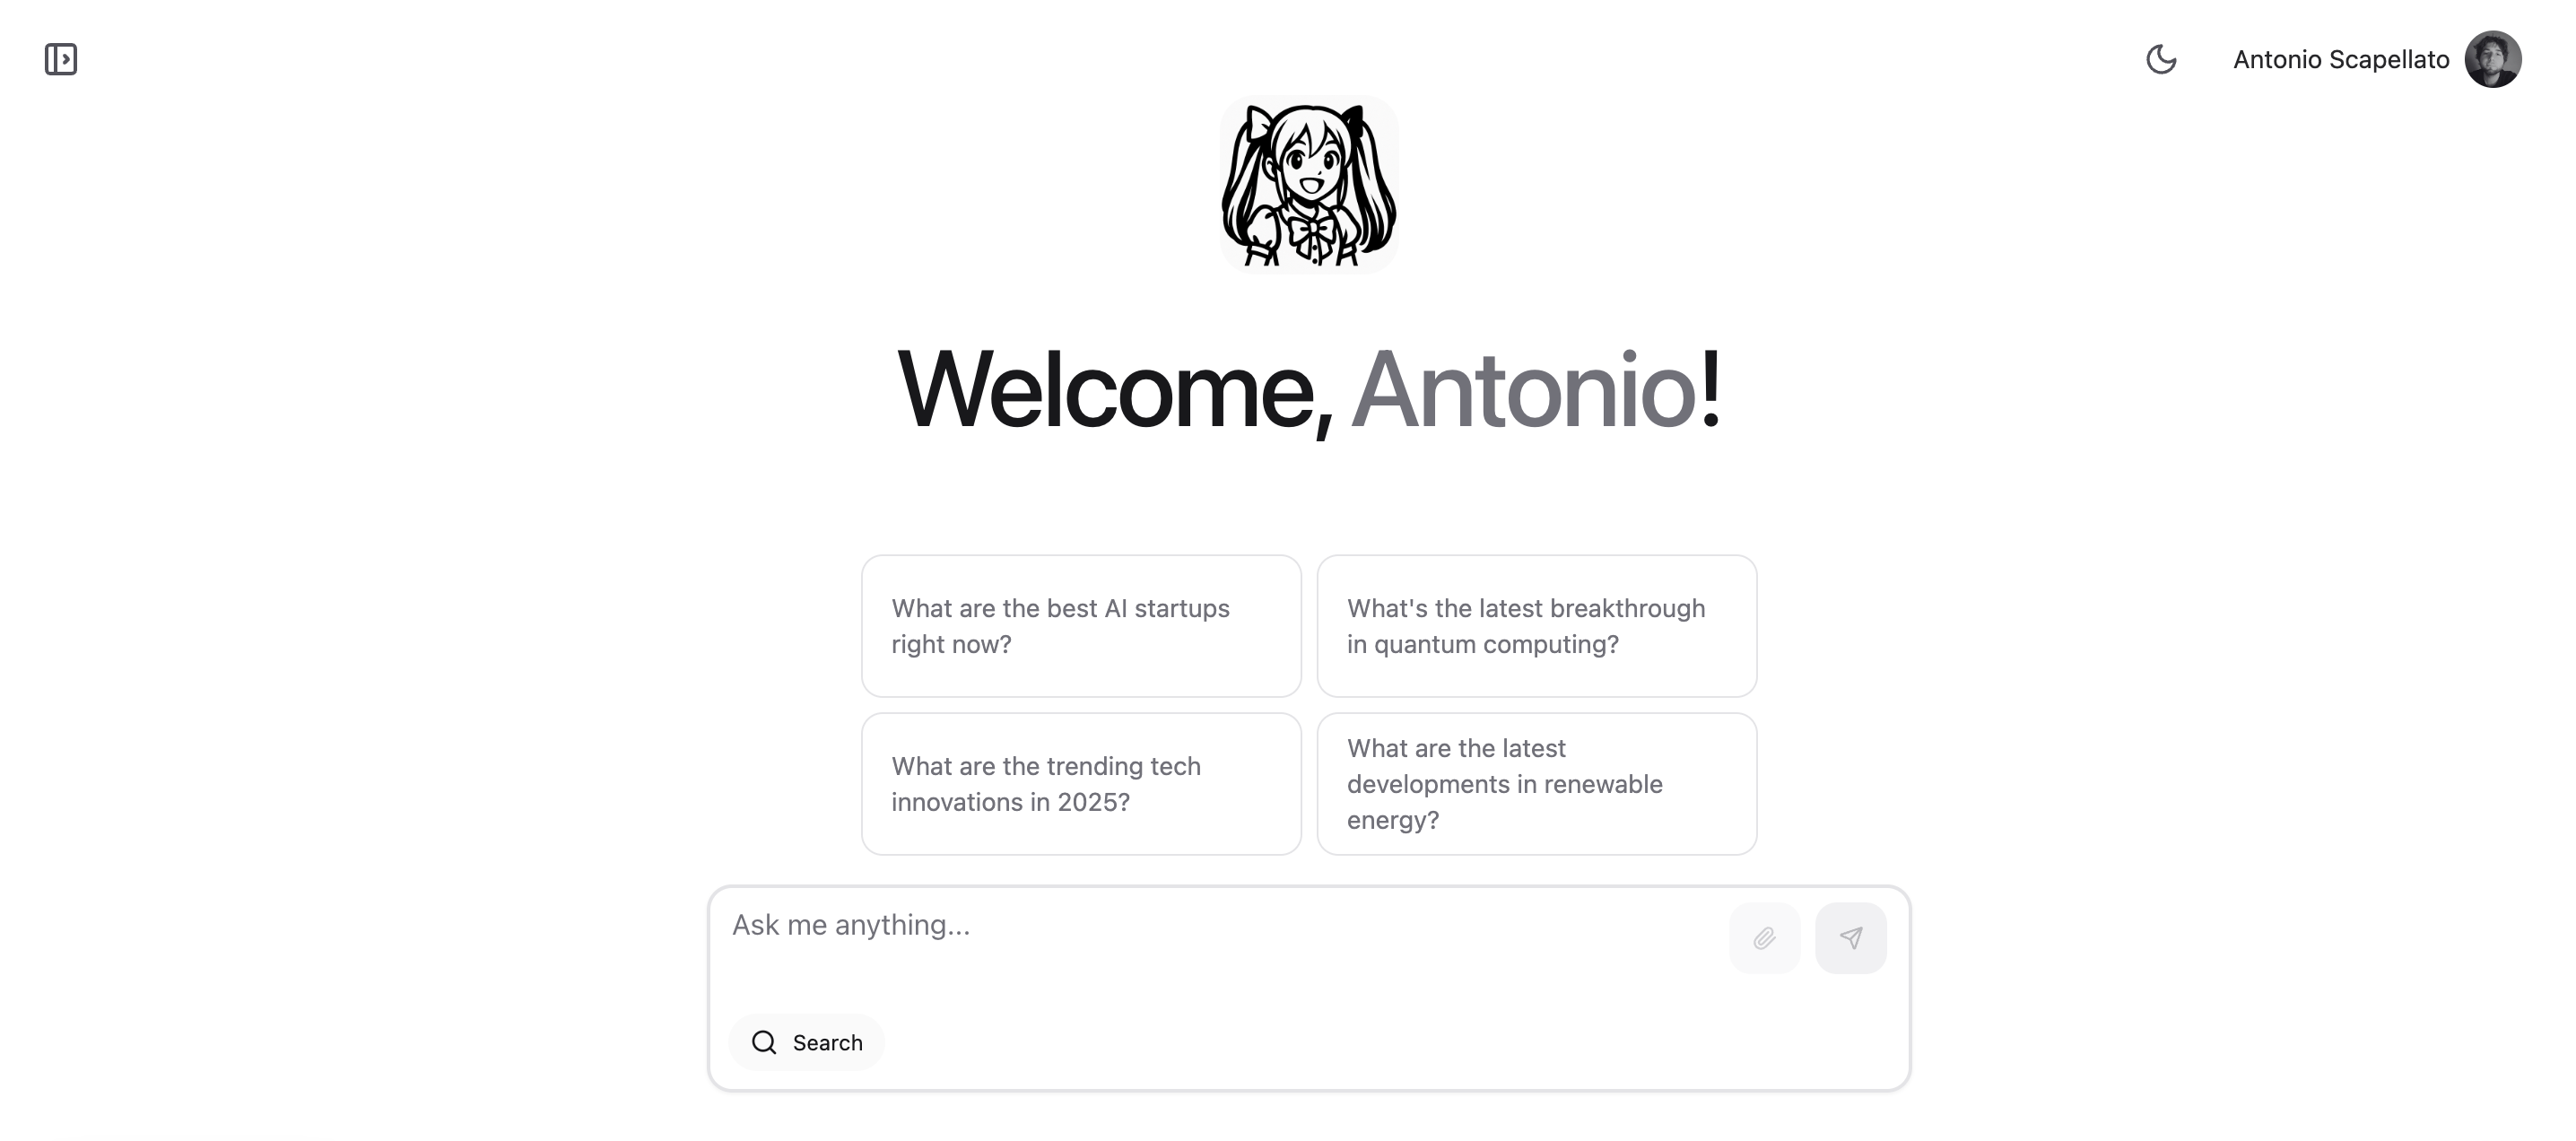 Antonio Scapellato
Welcome, Antonio!
What are the best AI startups
right now?
What's the latest breakthrough
in quantum computing?
What are the trending tech
innovations in 2025?
What are the latest
developments in renewable
energy?
Ask me anything...
Search